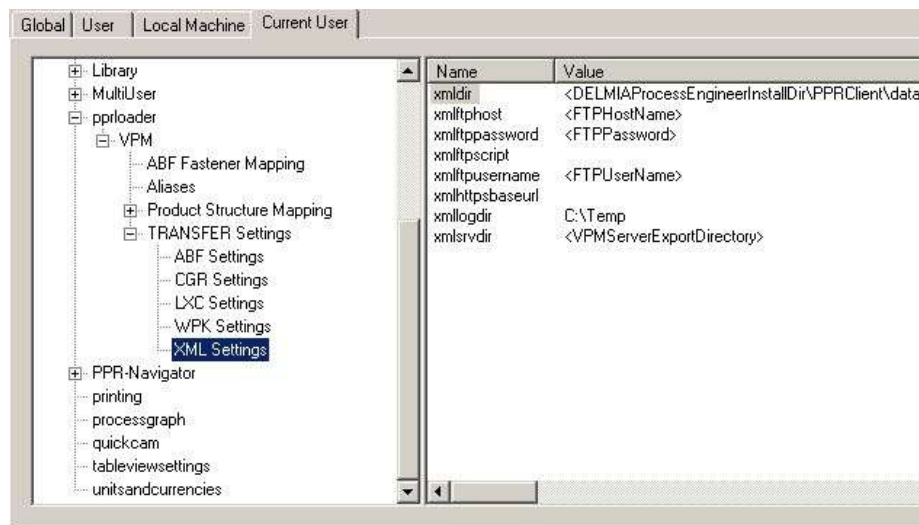 Global User Local Machine Current User
Library
MultiUser
pprloader
VPM
ABF Fastener Mapping
Aliases
Product Structure Mapping
TRANSFER Settings
ABF Settings
CGR Settings
LXC Settings
WPK Settings
XML Settings
PPR-Navigator
printing
processgraph
quickcam
tableviewsettings
unitsandcurrencies
Name Value
xmldir <DELMIAProcessEngineerInstallDir\PPRClient\data
xmlftphost <FTPHostName>
xmlftppassword <FTPPassword>
xmlftpscript
xmlftpusername <FTPUserName>
xmlhttpsbaseurl
xmllogdir C:\Temp
xmlsrvdir <VPMServerExportDirectory>